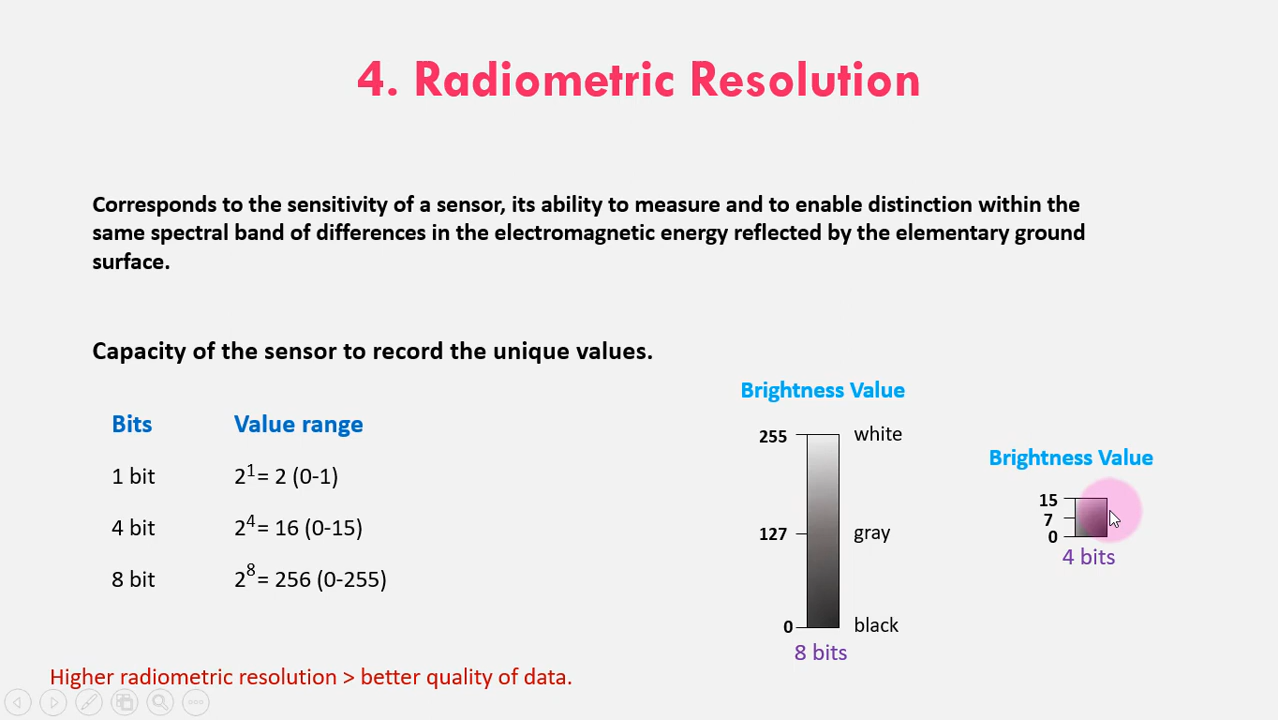 4. Radiometric Resolution
Corresponds to the sensitivity of a sensor, its ability to measure and to enable distinction within the
same spectral band of differences in the electromagnetic energy reflected by the elementary ground
surface.
Capacity of the sensor to record the unique values.
Bits Value range
1 bit 2¹= 2 (0-1)
4 bit 2⁴= 16 (0-15)
8 bit 2⁸= 256 (0-255)
Higher radiometric resolution > better quality of data.
Brightness Value
255 white
127 gray
0 black
8 bits
Brightness Value
15
7
0
4 bits